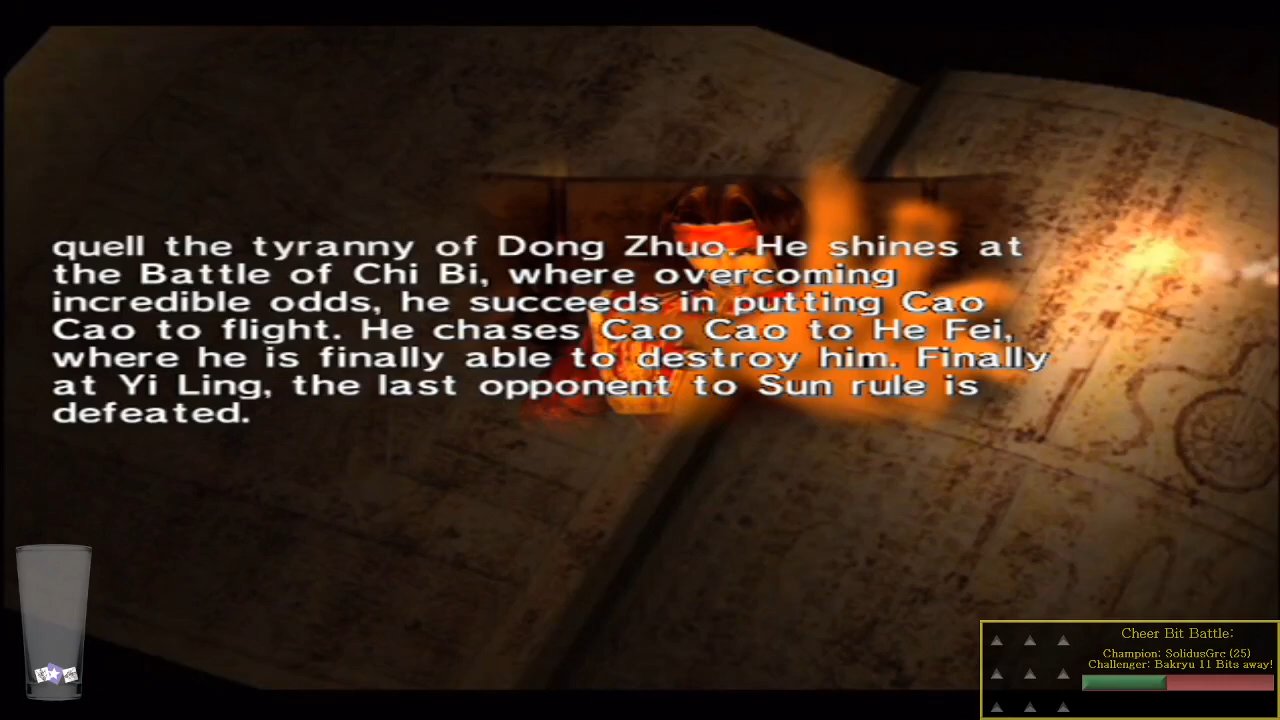 quell the tyranny of Dong Zhuo. He shines at
the Battle of Chi Bi, where overcoming
incredible odds, he succeeds in putting Cao
Cao to flight. He chases Cao Cao to He Fei,
where he is finally able to destroy him. Finally
at Yi Ling, the last opponent to Sun rule is
defeated.
Cheer Bit Battle:
Champion: SolidusGrc (25)
Challenger: Bakryu 11 Bits away!